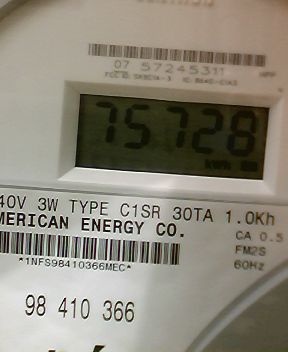 07 57245311
75728
kWh
40V 3W TYPE C1SR 30TA 1.0Kh
MERICAN ENERGY CO.
CA 0.5
FM2S
*1NFS98410366MEC*
60Hz
98 410 366